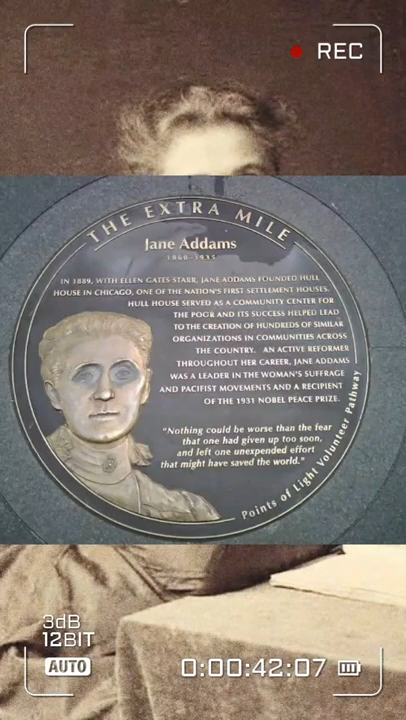 REC
THE EXTRA MILE
Jane Addams
1860-1935
IN 1889, WITH ELLEN GATES STARR, JANE ADDAMS FOUNDED HULL
HOUSE IN CHICAGO, ONE OF THE NATION'S FIRST SETTLEMENT HOUSES.
HULL HOUSE SERVED AS A COMMUNITY CENTER FOR
THE POOR AND ITS SUCCESS HELPED LEAD
TO THE CREATION OF HUNDREDS OF SIMILAR
ORGANIZATIONS IN COMMUNITIES ACROSS
THE COUNTRY. AN ACTIVE REFORMER
THROUGHOUT HER CAREER, JANE ADDAMS
WAS A LEADER IN THE WOMAN'S SUFFRAGE
AND PACIFIST MOVEMENTS AND A RECIPIENT
OF THE 1931 NOBEL PEACE PRIZE.
"Nothing could be worse than the fear
that one had given up too soon,
and left one unexpended effort
that might have saved the world."
Points of Light Volunteer Pathway
3dB
12BIT
AUTO
0:00:42:07